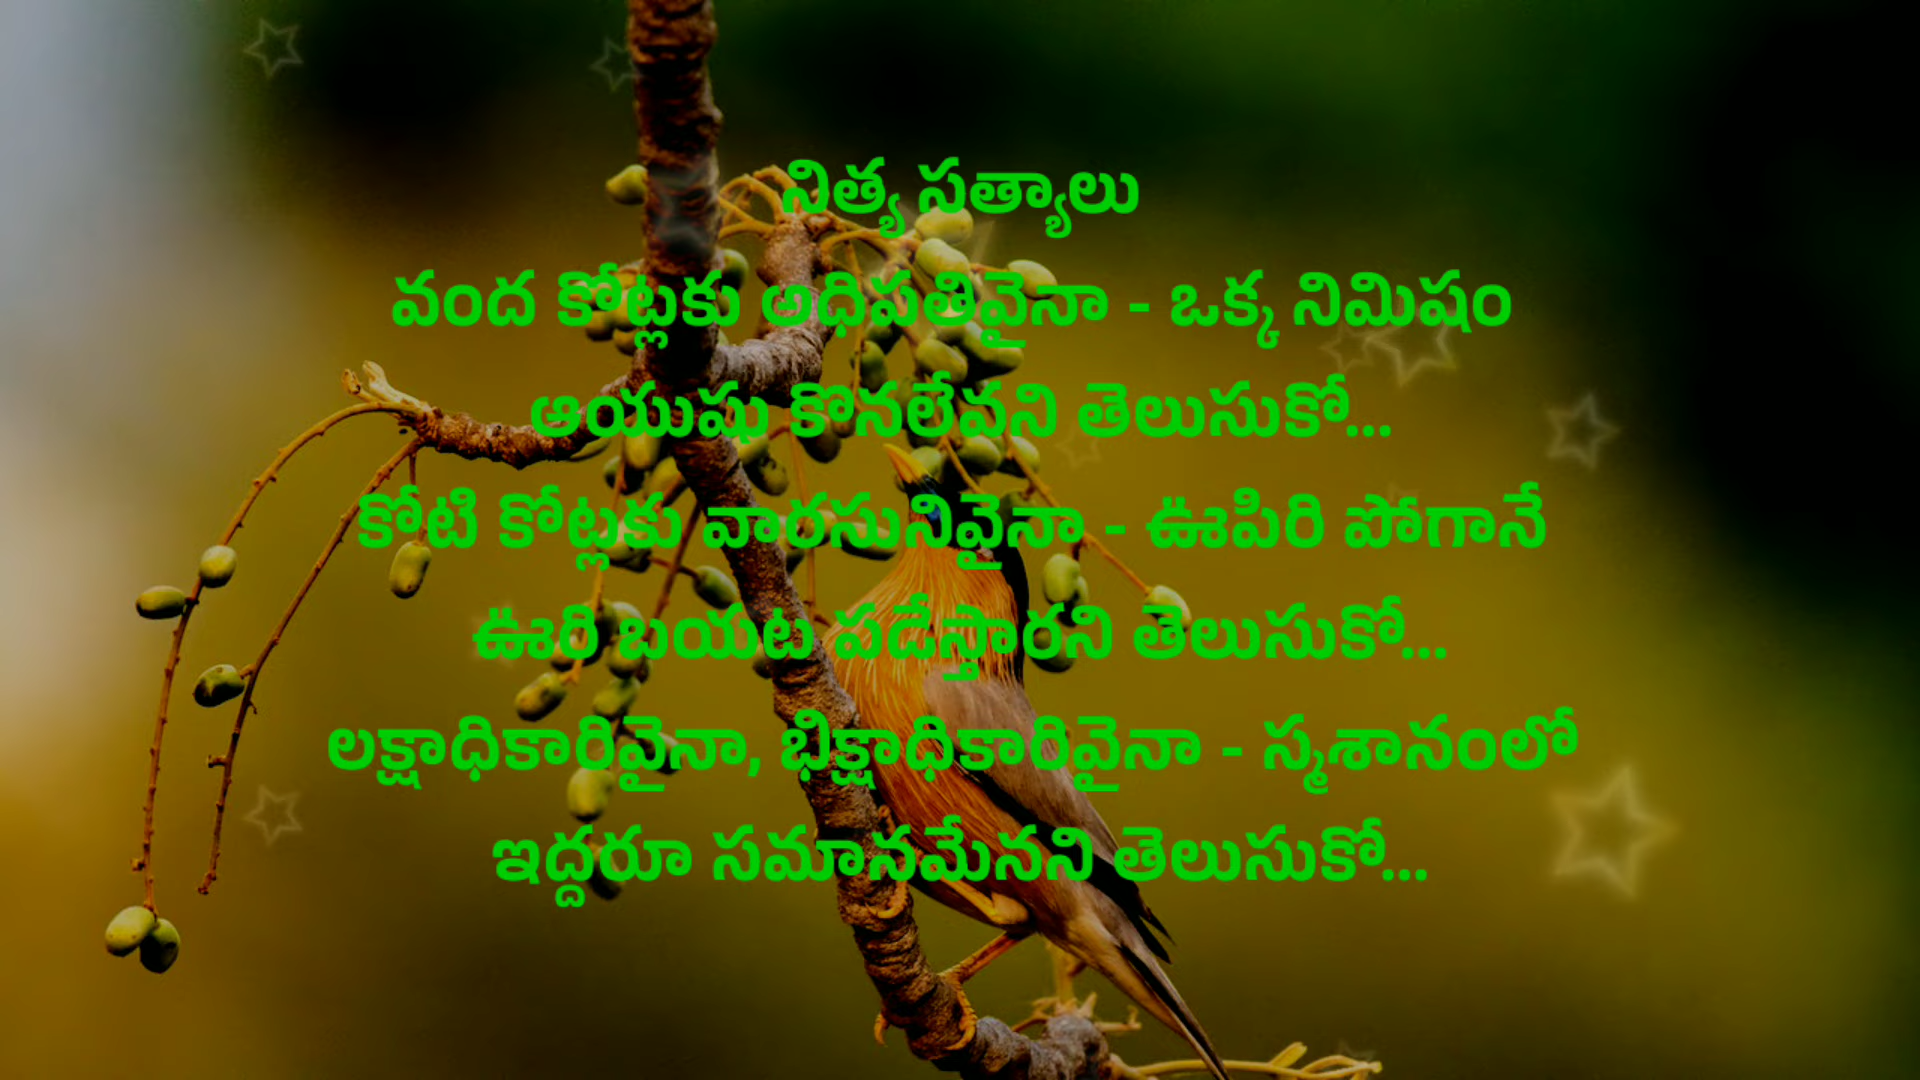 నిత్య సత్యాలు
వంద కోట్లకు అధిపతివైనా - ఒక్క నిమిషం
ఆయుషు కొనలేవని తెలుసుకో...
కోటి కోట్లకు వారసునివైనా - ఊపిరి పోగానే
ఊరి బయట పడేస్తారని తెలుసుకో...
లక్షాధికారివైనా, భిక్షాధికారివైనా - స్మశానంలో
ఇద్దరూ సమానమేనని తెలుసుకో...